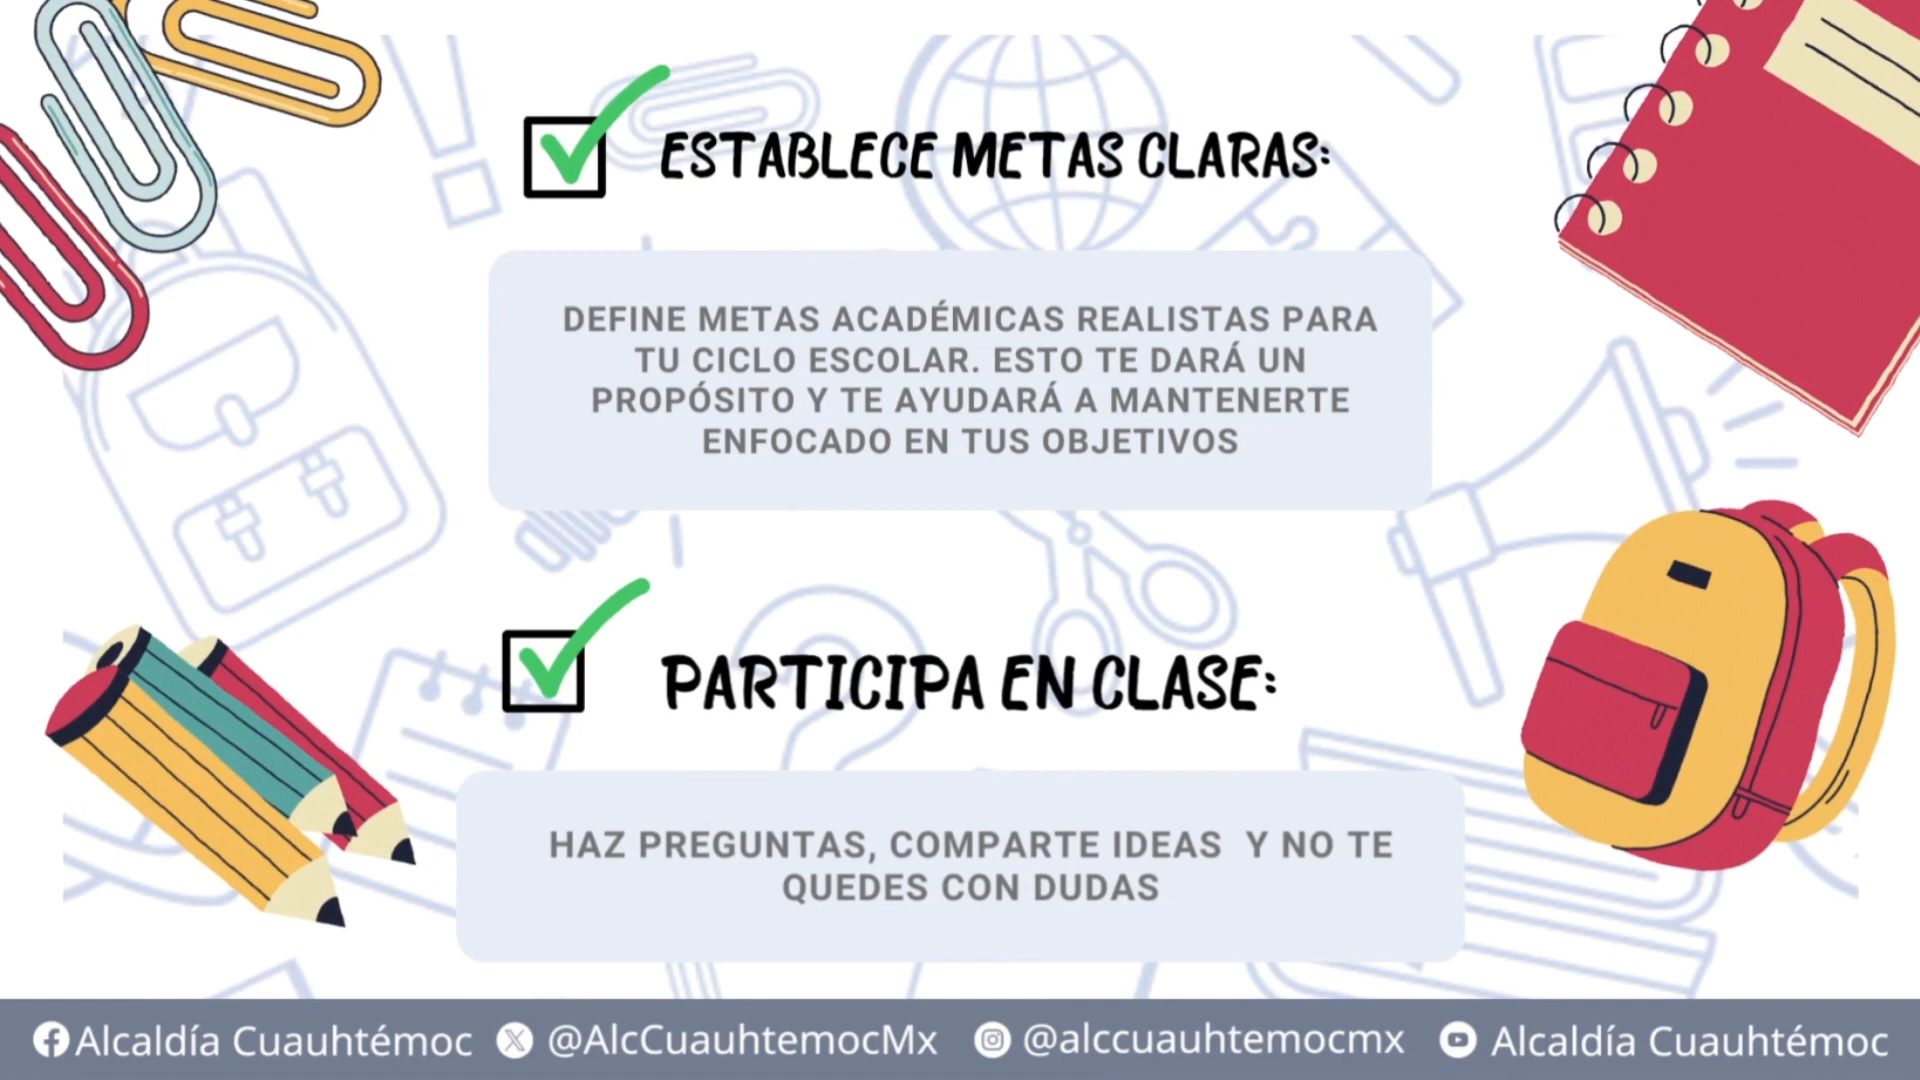 ESTABLECE METAS CLARAS:
DEFINE METAS ACADÉMICAS REALISTAS PARA
TU CICLO ESCOLAR. ESTO TE DARÁ UN
PROPÓSITO Y TE AYUDARÁ A MANTENERTE
ENFOCADO EN TUS OBJETIVOS
PARTICIPA EN CLASE:
HAZ PREGUNTAS, COMPARTE IDEAS  Y NO TE
QUEDES CON DUDAS
Alcaldía Cuauhtémoc @AlcCuauhtemocMx @alccuauhtemocmx Alcaldía Cuauhtémoc